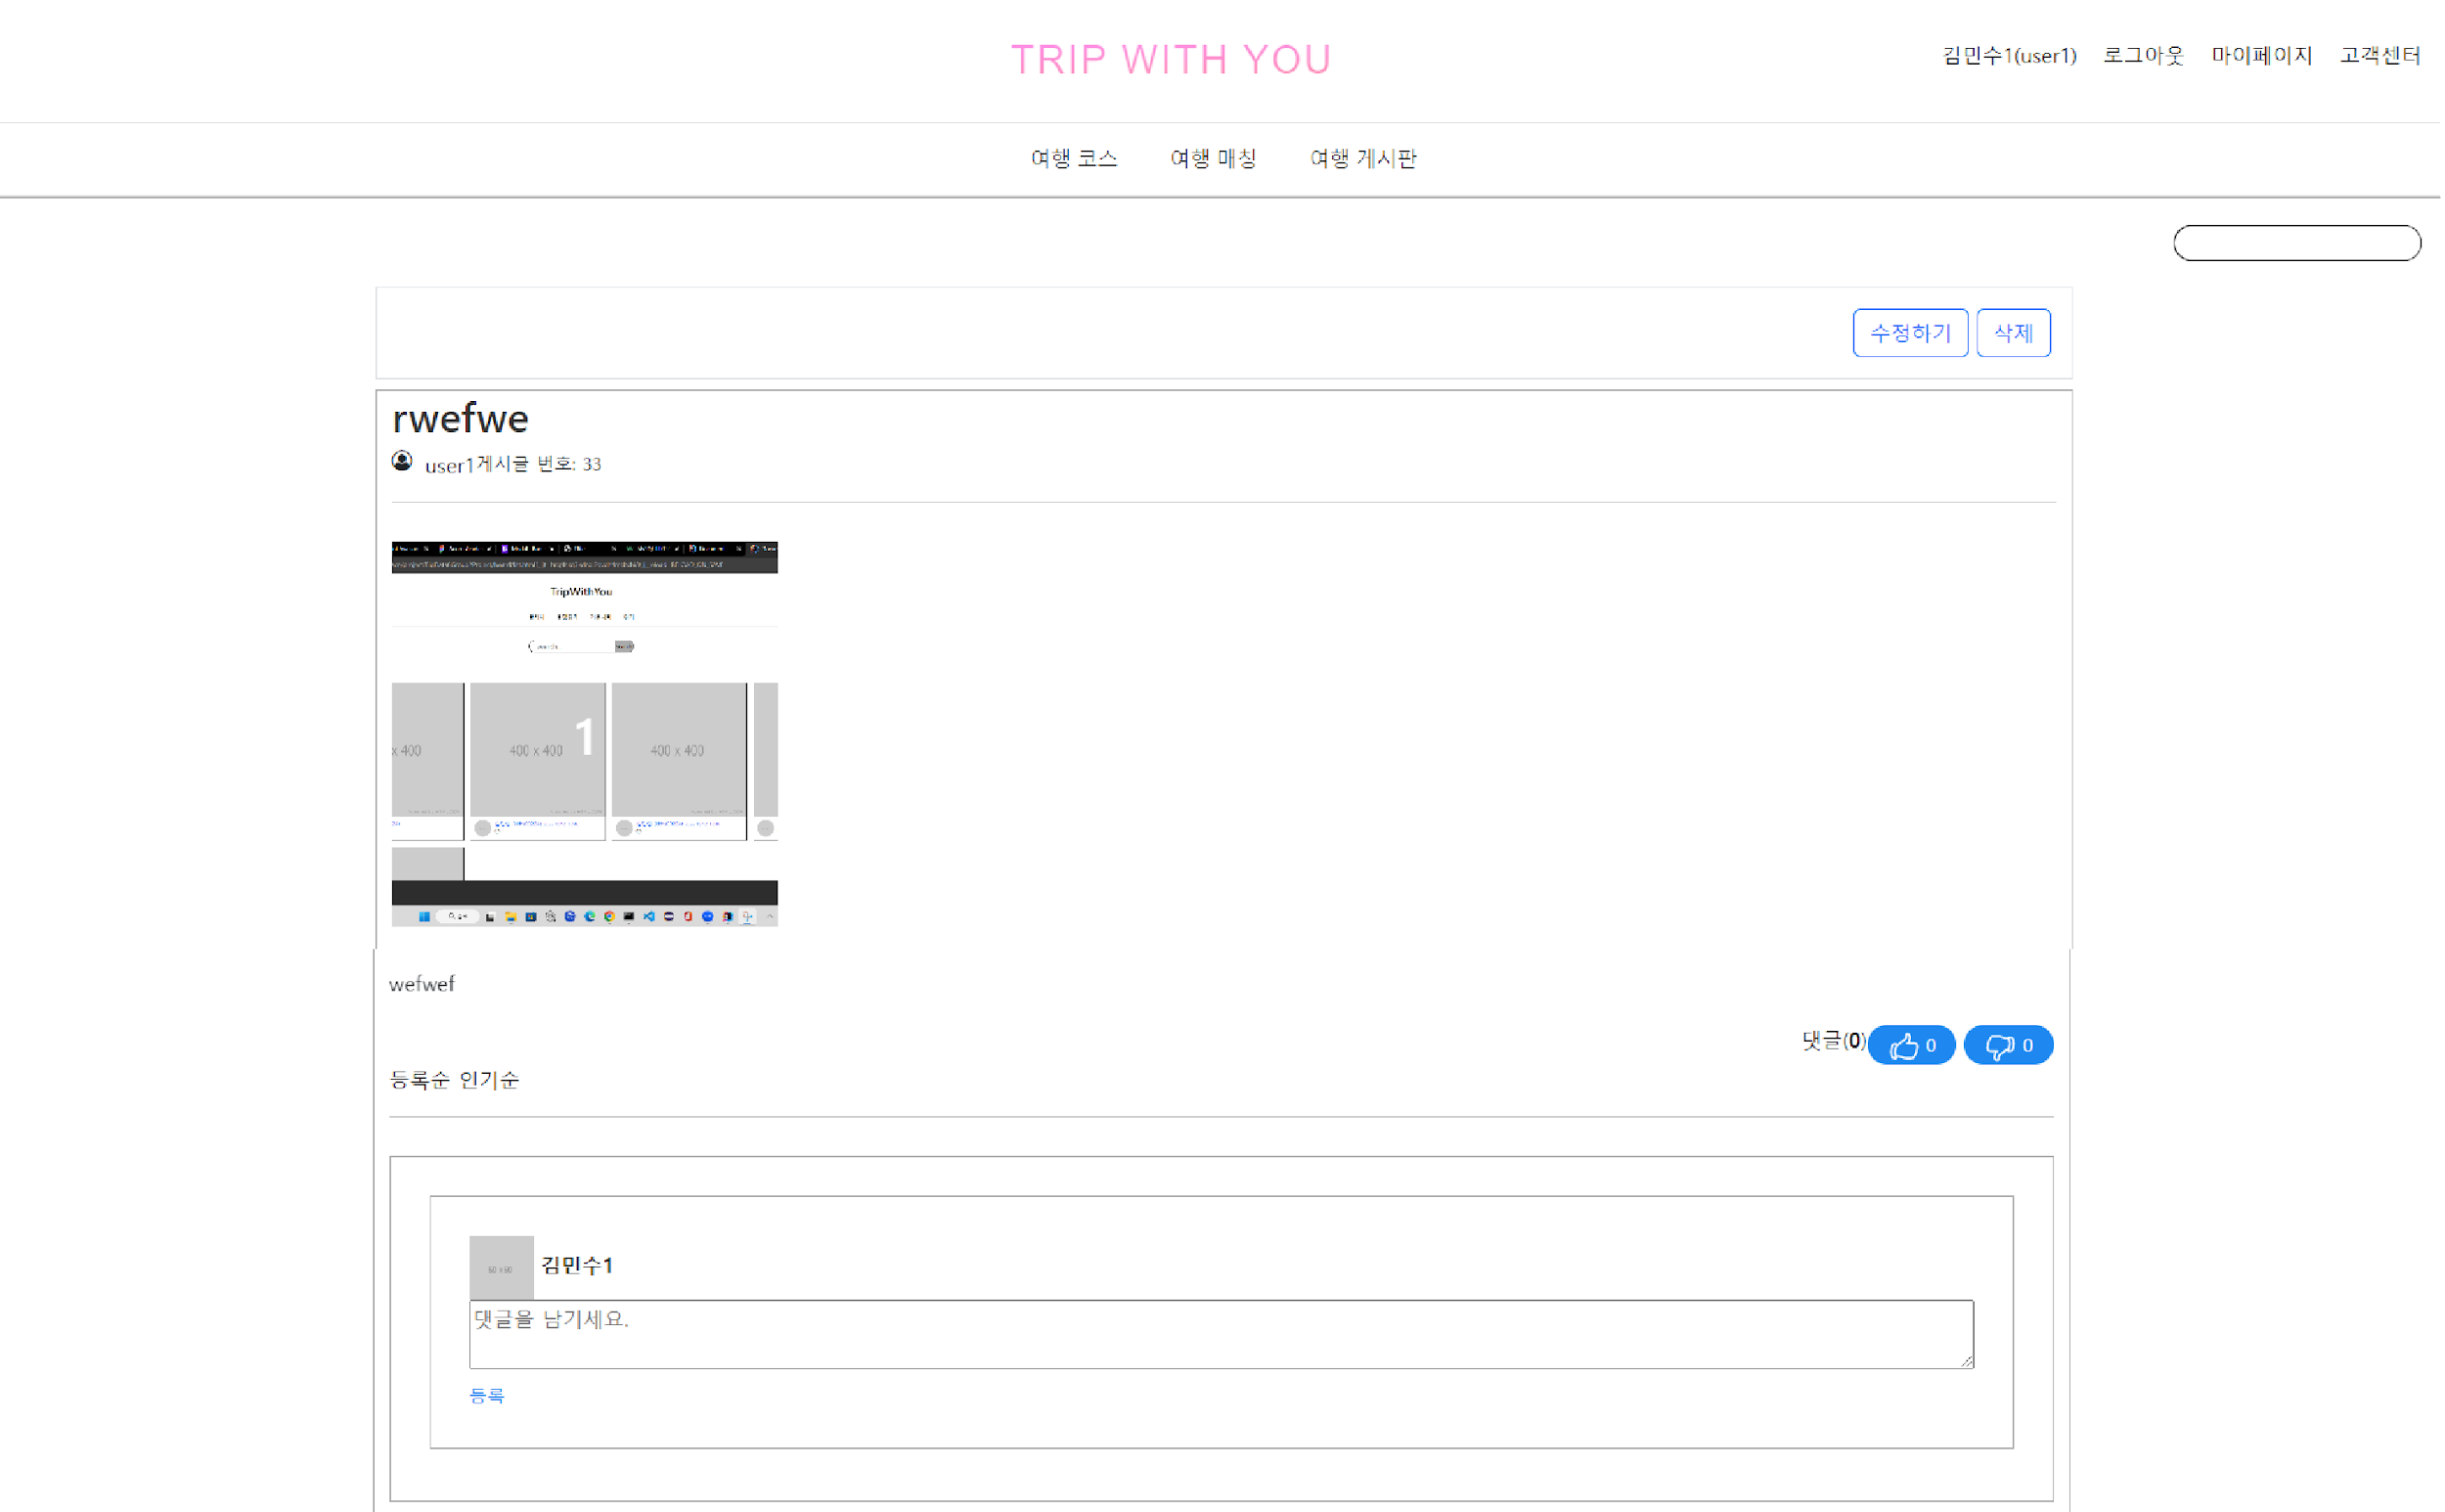 TRIP WITH YOU
김민수1(user1) 로그아웃 마이페이지 고객센터
여행 코스 여행 매칭 여행 게시판
수정하기 삭제
rwefwe
user1게시글 번호: 33
TripWithYou
1
x 400 400 x 400 400 x 400
wefwef
댓글(0) 0 0
등록순 인기순
김민수1
댓글을 남기세요.
등록